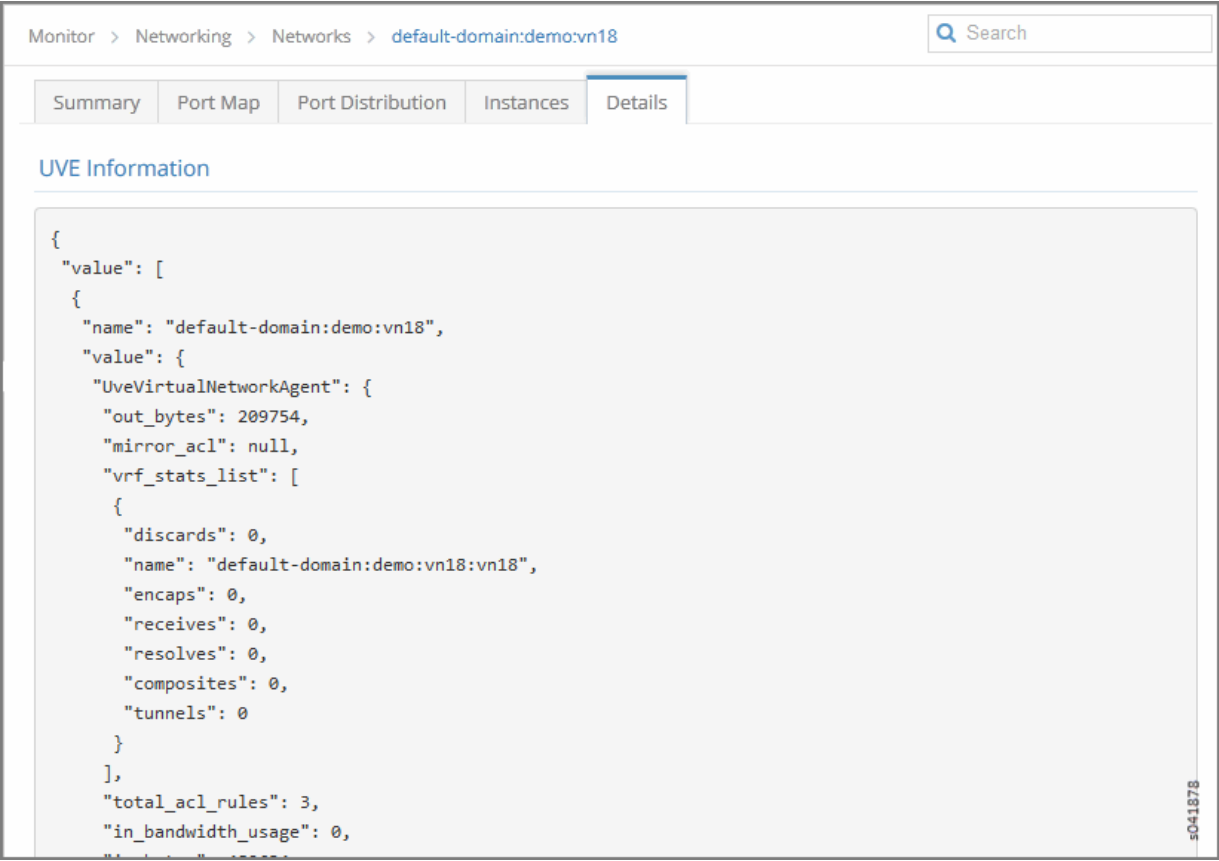 Monitor > Networking > Networks > default-domain:demo:vn18
Search
Summary Port Map Port Distribution Instances Details
UVE Information
{
"value": [
{
"name": "default-domain:demo:vn18",
"value": {
"UveVirtualNetworkAgent": {
"out_bytes": 209754,
"mirror_acl": null,
"vrf_stats_list": [
{
"discards": 0,
"name": "default-domain:demo:vn18:vn18",
"encaps": 0,
"receives": 0,
"resolves": 0,
"composites": 0,
"tunnels": 0
}
],
"total_acl_rules": 3,
"in_bandwidth_usage": 0,
s041878